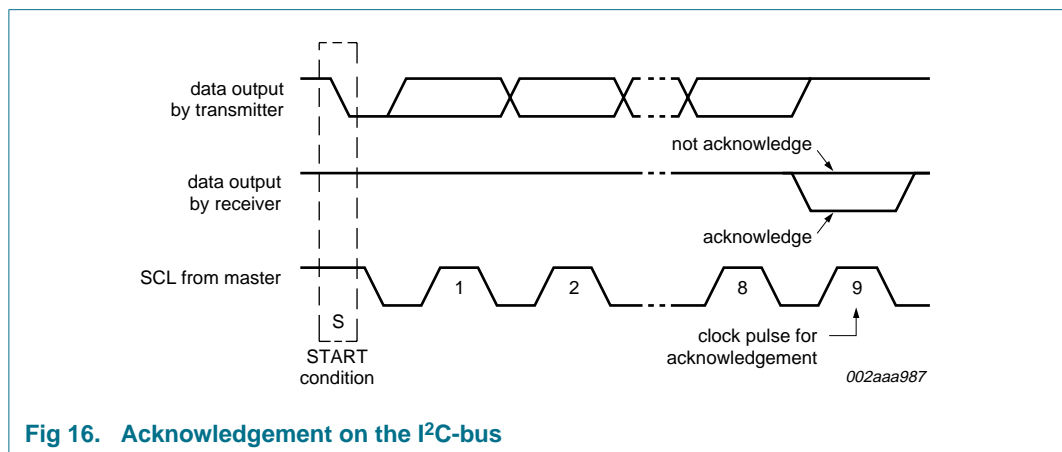 data output
by transmitter
not acknowledge
data output
by receiver
acknowledge
SCL from master
1
2
8
9
S
START
condition
clock pulse for
acknowledgement
002aaa987
Fig 16. Acknowledgement on the I²C-bus